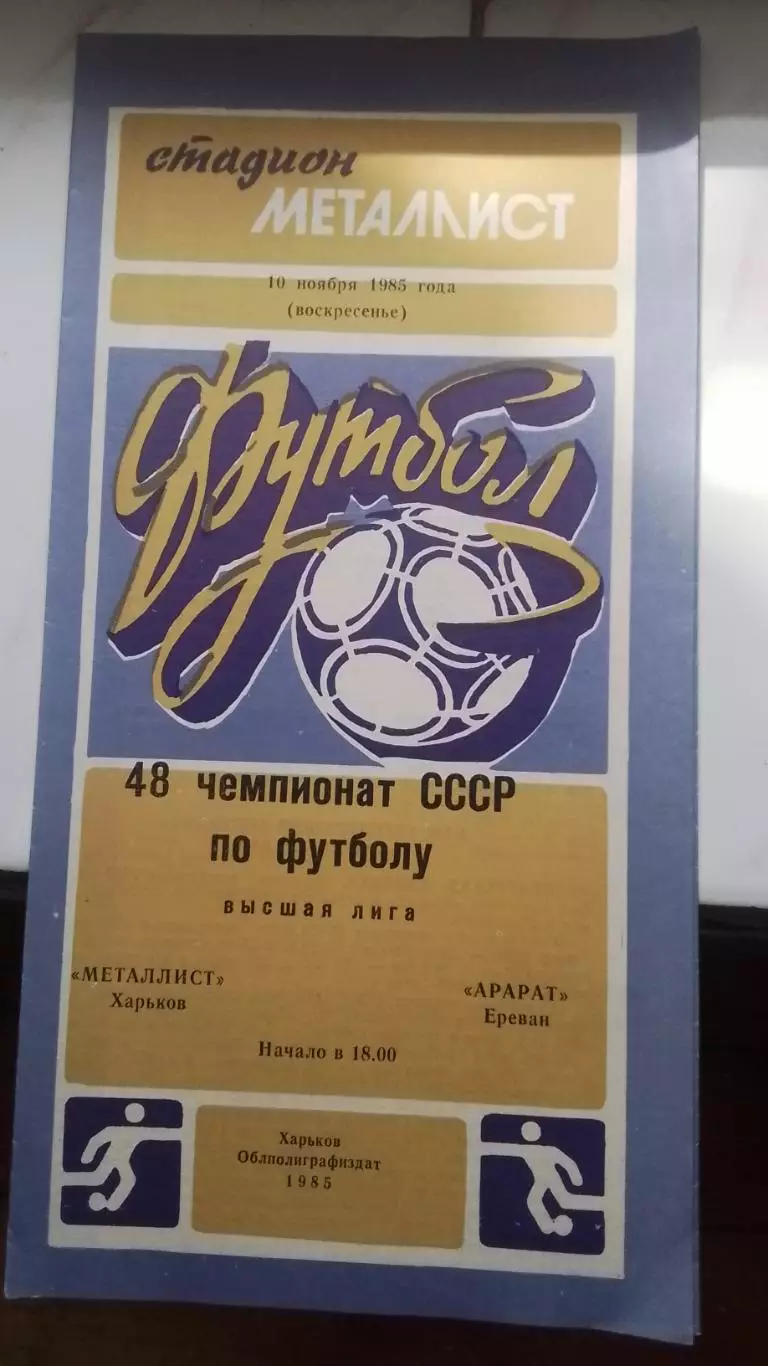 стадион
МЕТАЛЛИСТ
10 ноября 1985 года
(воскресенье)
Футбол
48 чемпионат СССР
по футболу
высшая лига
«МЕТАЛЛИСТ»
Харьков
«АРАРАТ»
Ереван
Начало в 18.00
Харьков
Облполиграфиздат
1985